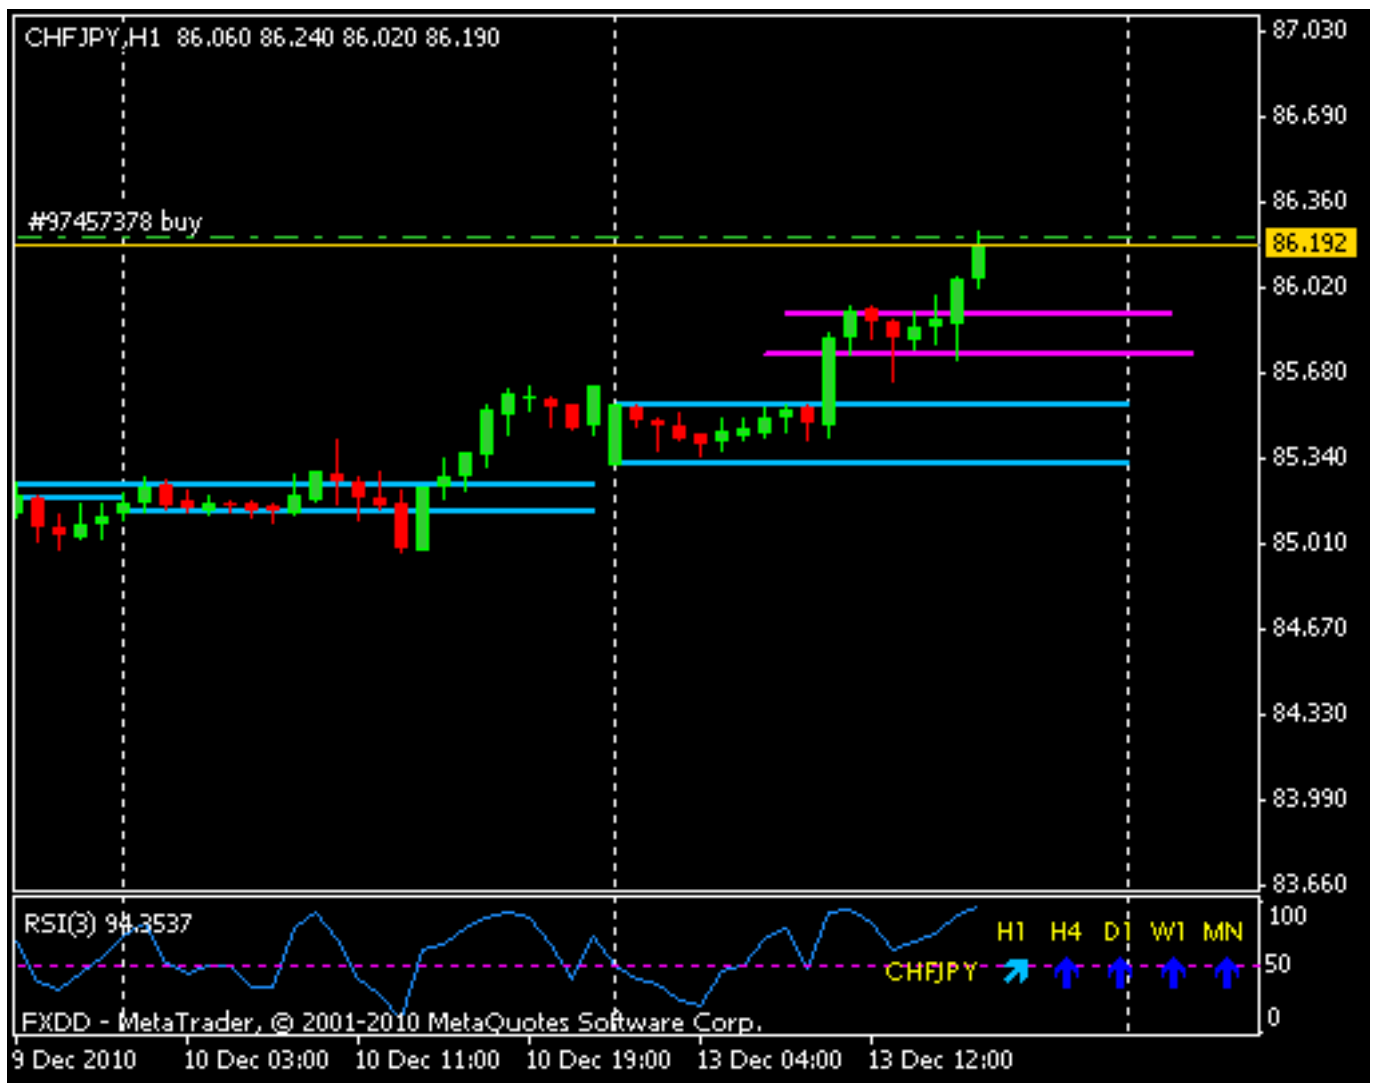 CHFJPY,H1 86.060 86.240 86.020 86.190
87.030
86.690
86.360
#97457378 buy
86.192
86.020
85.680
85.340
85.010
84.670
84.330
83.990
83.660
RSI(3) 94.3537
100
H1 H4 D1 W1 MN
50
CHFJPY
0
FXDD - MetaTrader, © 2001-2010 MetaQuotes Software Corp.
9 Dec 2010 10 Dec 03:00 10 Dec 11:00 10 Dec 19:00 13 Dec 04:00 13 Dec 12:00